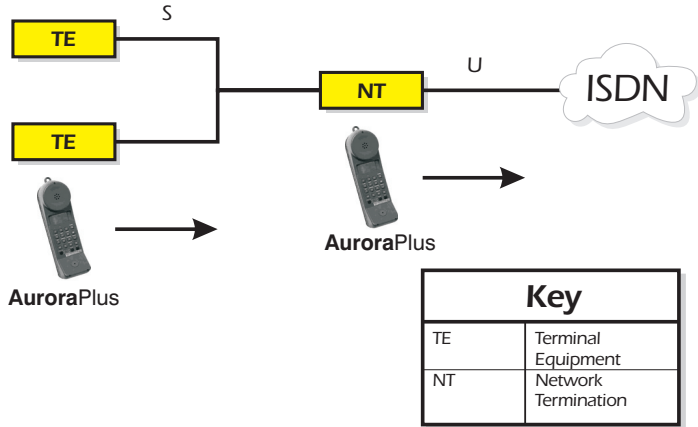 S
TE
NT
U
ISDN
TE
AuroraPlus
AuroraPlus
Key
TE Terminal
Equipment
NT Network
Termination